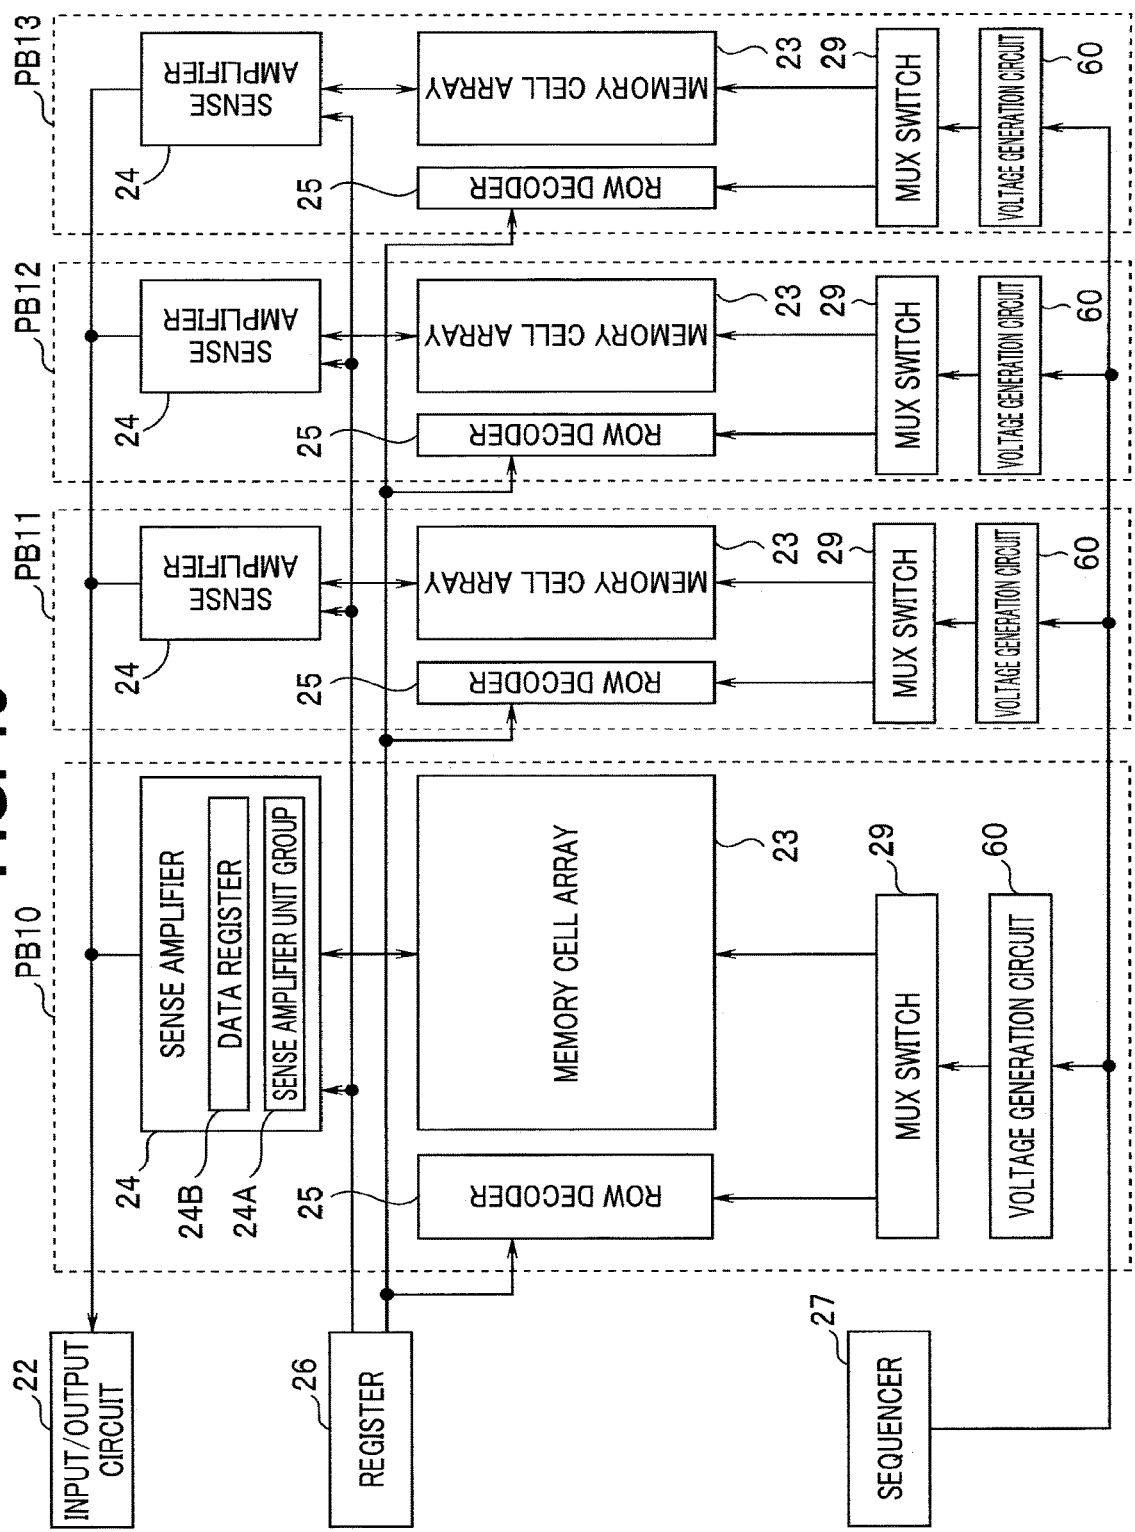 PB10
PB11
PB12
PB13
22
INPUT/OUTPUT
CIRCUIT
26
REGISTER
27
SEQUENCER
24
SENSE AMPLIFIER
24B
DATA REGISTER
24A
SENSE AMPLIFIER UNIT GROUP
25
ROW DECODER
MEMORY CELL ARRAY
23
MUX SWITCH
29
VOLTAGE GENERATION CIRCUIT
60
24
SENSE
AMPLIFIER
25
ROW DECODER
MEMORY CELL ARRAY
23
MUX SWITCH
29
VOLTAGE GENERATION CIRCUIT
60
24
SENSE
AMPLIFIER
25
ROW DECODER
MEMORY CELL ARRAY
23
MUX SWITCH
29
VOLTAGE GENERATION CIRCUIT
60
24
SENSE
AMPLIFIER
25
ROW DECODER
MEMORY CELL ARRAY
23
MUX SWITCH
29
VOLTAGE GENERATION CIRCUIT
60